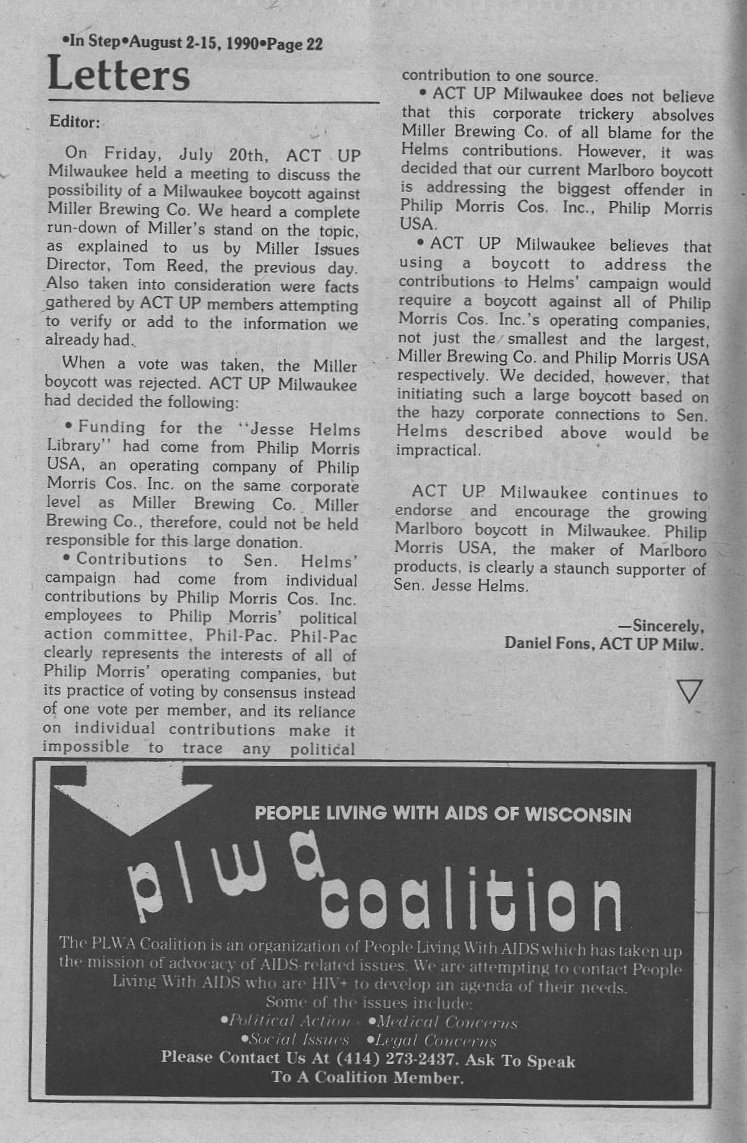 •In Step•August 2-15, 1990•Page 22
Letters
Editor:
On Friday, July 20th, ACT UP
Milwaukee held a meeting to discuss the
possibility of a Milwaukee boycott against
Miller Brewing Co. We heard a complete
run-down of Miller's stand on the topic,
as explained to us by Miller Issues
Director, Tom Reed, the previous day.
Also taken into consideration were facts
gathered by ACT UP members attempting
to verify or add to the information we
already had.
When a vote was taken, the Miller
boycott was rejected. ACT UP Milwaukee
had decided the following:
• Funding for the "Jesse Helms
Library" had come from Philip Morris
USA, an operating company of Philip
Morris Cos. Inc. on the same corporate
level as Miller Brewing Co. Miller
Brewing Co., therefore, could not be held
responsible for this large donation.
• Contributions to Sen. Helms'
campaign had come from individual
contributions by Philip Morris Cos. Inc.
employees to Philip Morris' political
action committee, Phil-Pac. Phil-Pac
clearly represents the interests of all of
Philip Morris' operating companies, but
its practice of voting by consensus instead
of one vote per member, and its reliance
on individual contributions make it
impossible to trace any political
contribution to one source.
• ACT UP Milwaukee does not believe
that this corporate trickery absolves
Miller Brewing Co. of all blame for the
Helms contributions. However, it was
decided that our current Marlboro boycott
is addressing the biggest offender in
Philip Morris Cos. Inc., Philip Morris
USA.
• ACT UP Milwaukee believes that
using a boycott to address the
contributions to Helms' campaign would
require a boycott against all of Philip
Morris Cos. Inc.'s operating companies,
not just the smallest and the largest,
Miller Brewing Co. and Philip Morris USA
respectively. We decided, however, that
initiating such a large boycott based on
the hazy corporate connections to Sen.
Helms described above would be
impractical.
ACT UP Milwaukee continues to
endorse and encourage the growing
Marlboro boycott in Milwaukee. Philip
Morris USA, the maker of Marlboro
products, is clearly a staunch supporter of
Sen. Jesse Helms.
—Sincerely,
Daniel Fons, ACT UP Milw.
PEOPLE LIVING WITH AIDS OF WISCONSIN
plwa
coalition
The PLWA Coalition is an organization of People Living With AIDS which has taken up
the mission of advocacy of AIDS-related issues. We are attempting to contact People
Living With AIDS who are HIV+ to develop an agenda of their needs.
Some of the issues include:
•Political Action •Medical Concerns
•Social Issues •Legal Concerns
Please Contact Us At (414) 273-2437. Ask To Speak
To A Coalition Member.